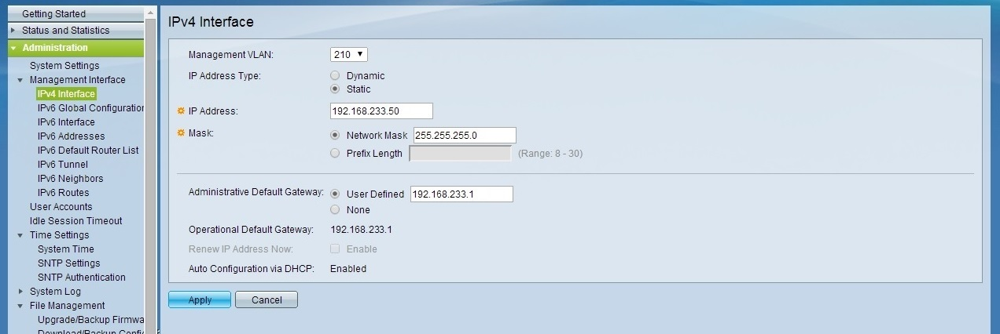 Getting Started
Status and Statistics
Administration
System Settings
Management Interface
IPv4 Interface
IPv6 Global Configuration
IPv6 Interface
IPv6 Addresses
IPv6 Default Router List
IPv6 Tunnel
IPv6 Neighbors
IPv6 Routes
User Accounts
Idle Session Timeout
Time Settings
System Time
SNTP Settings
SNTP Authentication
System Log
File Management
Upgrade/Backup Firmwa
Download/Backup Config
IPv4 Interface
Management VLAN: 210
IP Address Type: Dynamic
Static
IP Address: 192.168.233.50
Mask: Network Mask 255.255.255.0
Prefix Length (Range: 8 - 30)
Administrative Default Gateway: User Defined 192.168.233.1
None
Operational Default Gateway: 192.168.233.1
Renew IP Address Now: Enable
Auto Configuration via DHCP: Enabled
Apply Cancel